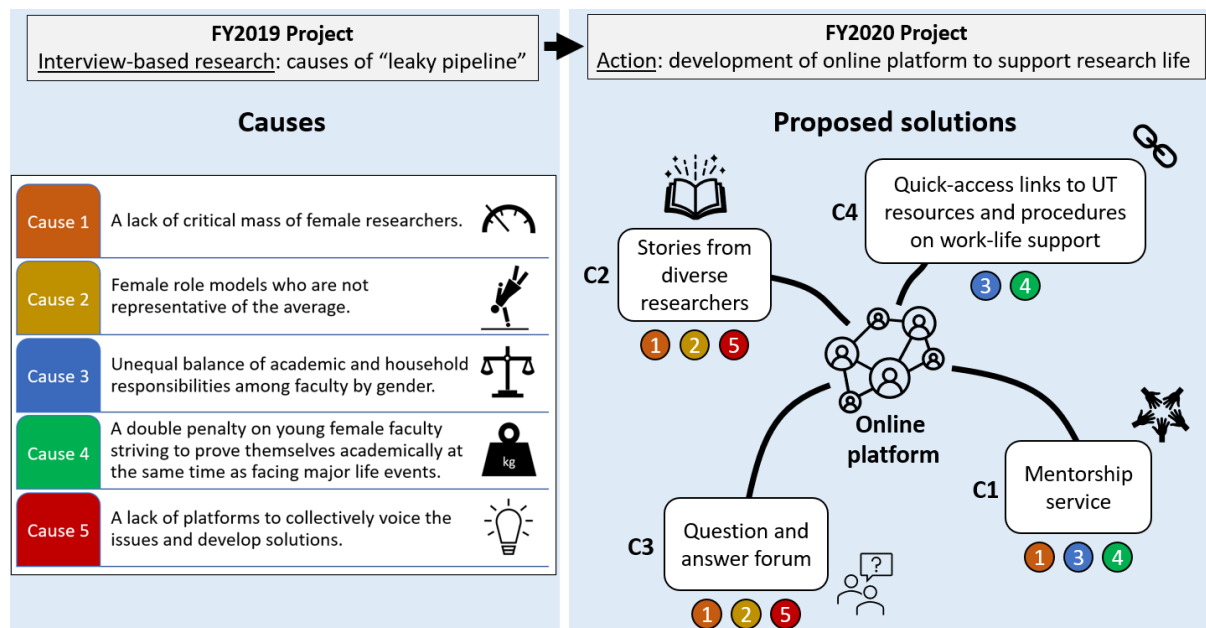 FY2019 Project
Interview-based research: causes of “leaky pipeline”
Causes
Cause 1
A lack of critical mass of female researchers.
Cause 2
Female role models who are not
representative of the average.
Cause 3
Unequal balance of academic and household
responsibilities among faculty by gender.
Cause 4
A double penalty on young female faculty
striving to prove themselves academically at
the same time as facing major life events.
kg
Cause 5
A lack of platforms to collectively voice the
issues and develop solutions.
FY2020 Project
Action: development of online platform to support research life
Proposed solutions
C4
Quick-access links to UT
resources and procedures
on work-life support
3 4
C2
Stories from
diverse
researchers
1 2 5
Online
platform
C1
Mentorship
service
1 3 4
C3
Question and
answer forum
?
1 2 5